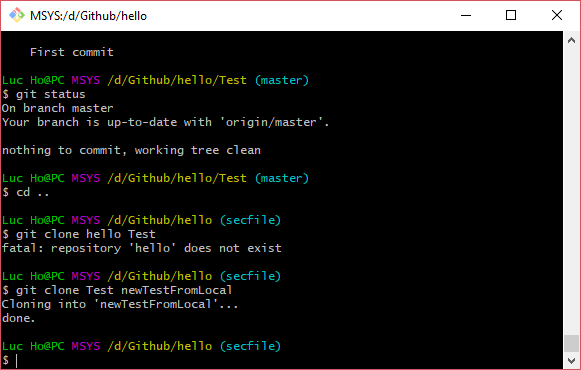 MSYS:/d/Github/hello
First commit
Luc Ho@PC MSYS /d/Github/hello/Test (master)
$ git status
On branch master
Your branch is up-to-date with 'origin/master'.
nothing to commit, working tree clean
Luc Ho@PC MSYS /d/Github/hello/Test (master)
$ cd ..
Luc Ho@PC MSYS /d/Github/hello (secfile)
$ git clone hello Test
fatal: repository 'hello' does not exist
Luc Ho@PC MSYS /d/Github/hello (secfile)
$ git clone Test newTestFromLocal
Cloning into 'newTestFromLocal'...
done.
Luc Ho@PC MSYS /d/Github/hello (secfile)
$